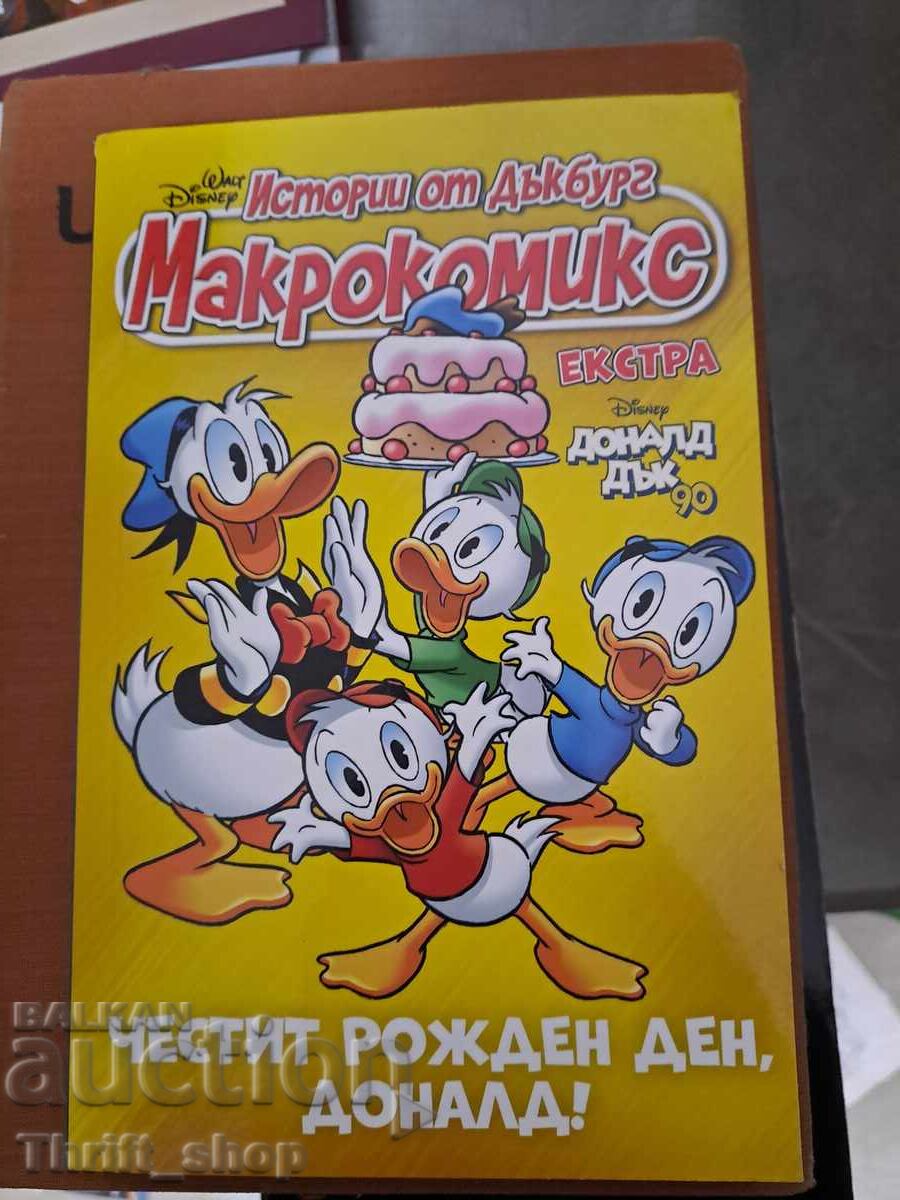 Walt Disney
Истории от Дъкбург
Макрокомикс
ЕКСТРА
Disney
ДОНАЛД
ДЪК
90
ЧЕСТИТ РОЖДЕН ДЕН,
ДОНАЛД!
BALKAN
auction
Thrift_shop